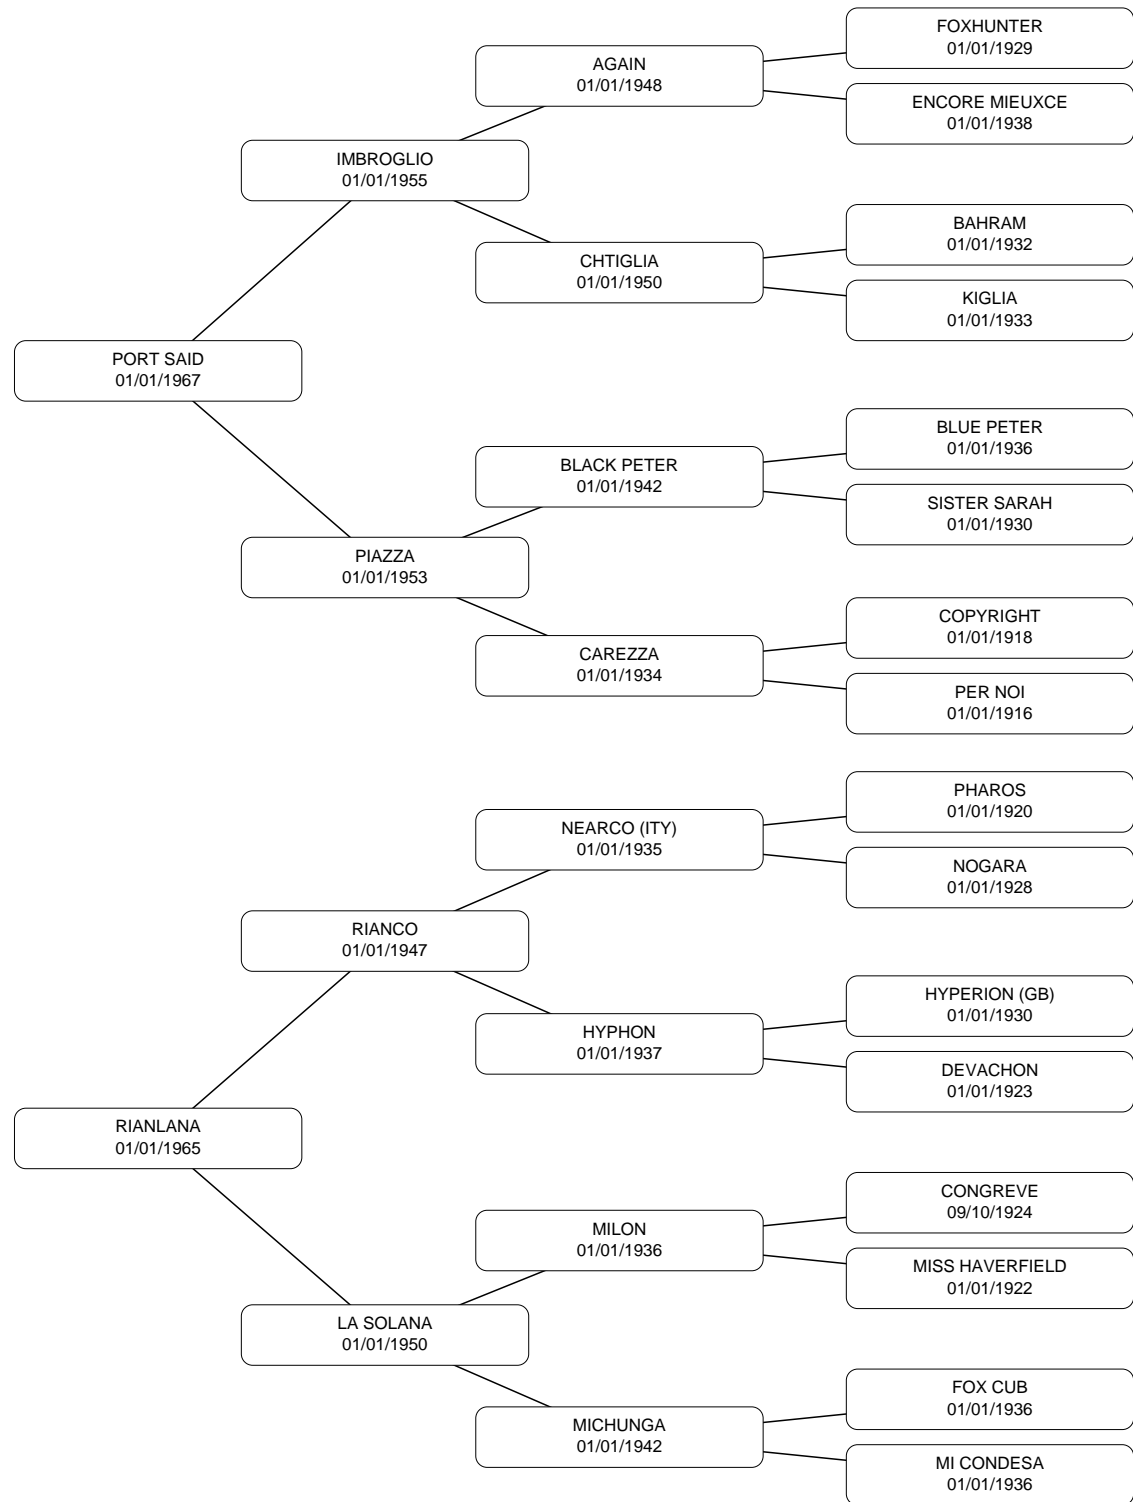 FOXHUNTER
01/01/1929
AGAIN
01/01/1948
ENCORE MIEUXCE
01/01/1938
IMBROGLIO
01/01/1955
BAHRAM
01/01/1932
CHTIGLIA
01/01/1950
KIGLIA
01/01/1933
PORT SAID
01/01/1967
BLUE PETER
01/01/1936
BLACK PETER
01/01/1942
SISTER SARAH
01/01/1930
PIAZZA
01/01/1953
COPYRIGHT
01/01/1918
CAREZZA
01/01/1934
PER NOI
01/01/1916
PHAROS
01/01/1920
NEARCO (ITY)
01/01/1935
NOGARA
01/01/1928
RIANCO
01/01/1947
HYPERION (GB)
01/01/1930
HYPHON
01/01/1937
DEVACHON
01/01/1923
RIANLANA
01/01/1965
CONGREVE
09/10/1924
MILON
01/01/1936
MISS HAVERFIELD
01/01/1922
LA SOLANA
01/01/1950
FOX CUB
01/01/1936
MICHUNGA
01/01/1942
MI CONDESA
01/01/1936